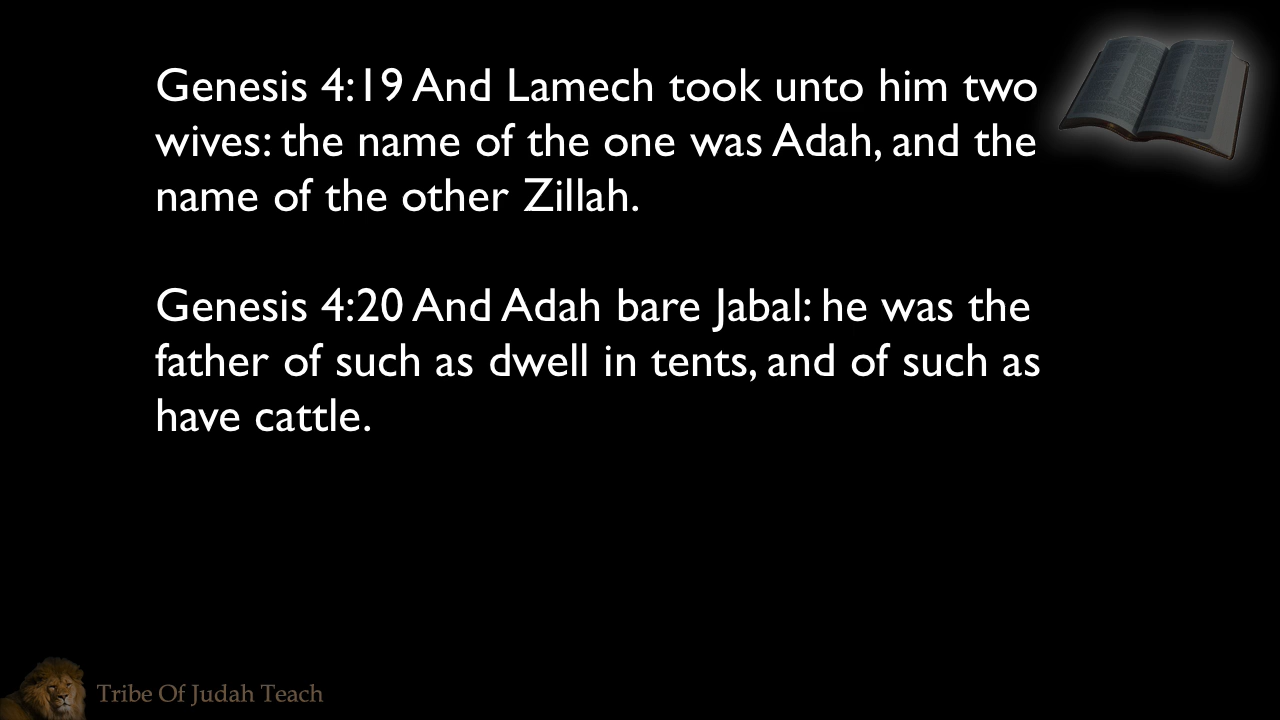 Genesis 4:19 And Lamech took unto him two
wives: the name of the one was Adah, and the
name of the other Zillah.
Genesis 4:20 And Adah bare Jabal: he was the
father of such as dwell in tents, and of such as
have cattle.
Tribe Of Judah Teach